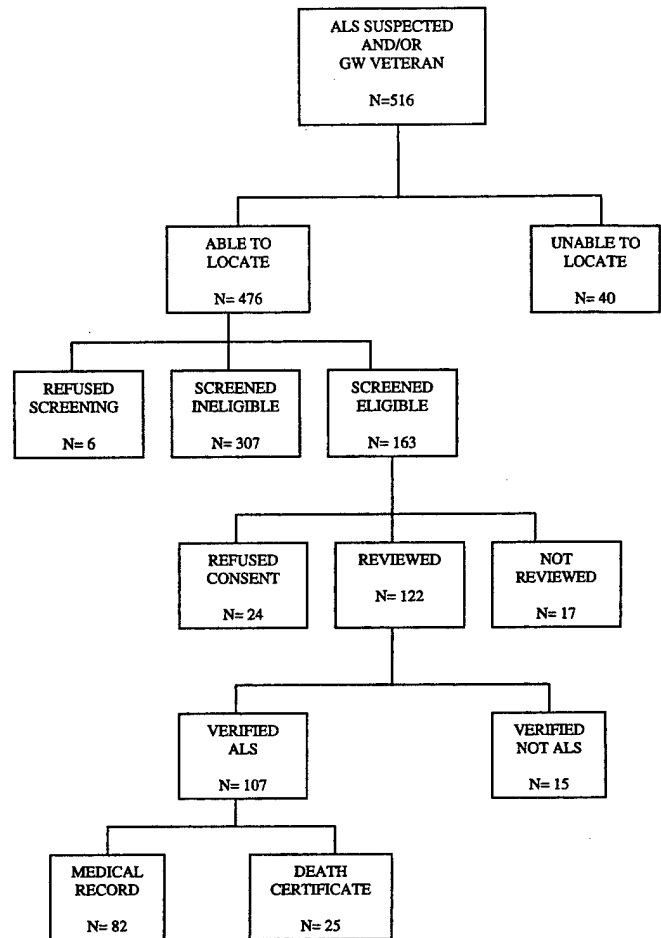 ALS SUSPECTED
AND/OR
GW VETERAN
N=516
ABLE TO
LOCATE
N= 476
UNABLE TO
LOCATE
N= 40
REFUSED
SCREENING
N= 6
SCREENED
INELIGIBLE
N= 307
SCREENED
ELIGIBLE
N= 163
REFUSED
CONSENT
N= 24
REVIEWED
N= 122
NOT
REVIEWED
N= 17
VERIFIED
ALS
N= 107
VERIFIED
NOT ALS
N= 15
MEDICAL
RECORD
N= 82
DEATH
CERTIFICATE
N= 25